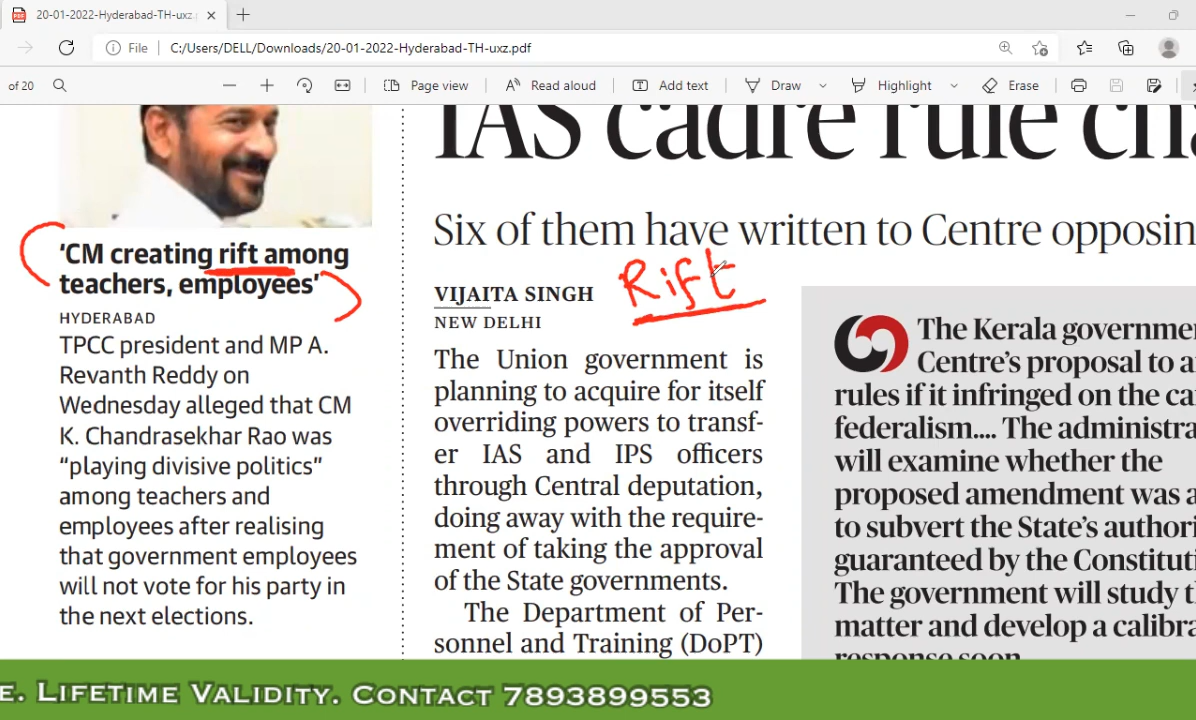 20-01-2022-Hyderabad-TH-uxz.
File C:/Users/DELL/Downloads/20-01-2022-Hyderabad-TH-uxz.pdf
of 20 Page view Read aloud Add text Draw Highlight Erase
IAS cadre rule cha
Six of them have written to Centre opposin
Rift
‘CM creating rift among
teachers, employees’
HYDERABAD
TPCC president and MP A.
Revanth Reddy on
Wednesday alleged that CM
K. Chandrasekhar Rao was
“playing divisive politics”
among teachers and
employees after realising
that government employees
will not vote for his party in
the next elections.
VIJAITA SINGH
NEW DELHI
The Union government is
planning to acquire for itself
overriding powers to transf-
er IAS and IPS officers
through Central deputation,
doing away with the require-
ment of taking the approval
of the State governments.
The Department of Per-
sonnel and Training (DoPT)
The Kerala governme
Centre’s proposal to a
rules if it infringed on the ca
federalism.... The administra
will examine whether the
proposed amendment was a
to subvert the State’s authori
guaranteed by the Constituti
The government will study t
matter and develop a calibra
response soon
E. LIFETIME VALIDITY. CONTACT 7893899553